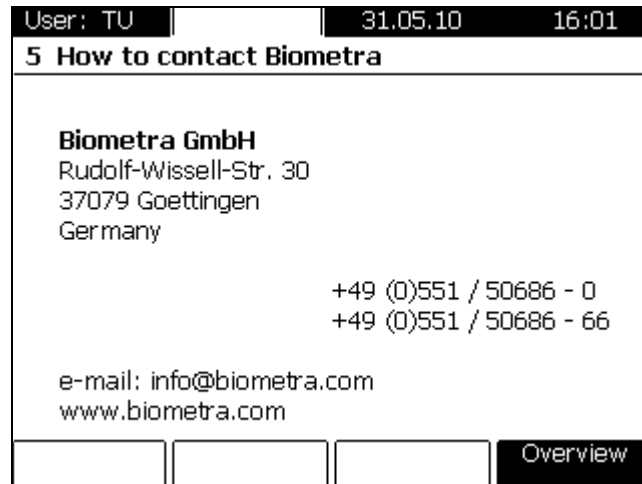 User: TU 31.05.10 16:01
5 How to contact Biometra
Biometra GmbH
Rudolf-Wissell-Str. 30
37079 Goettingen
Germany
+49 (0)551 / 50686 - 0
+49 (0)551 / 50686 - 66
e-mail: info@biometra.com
www.biometra.com
Overview